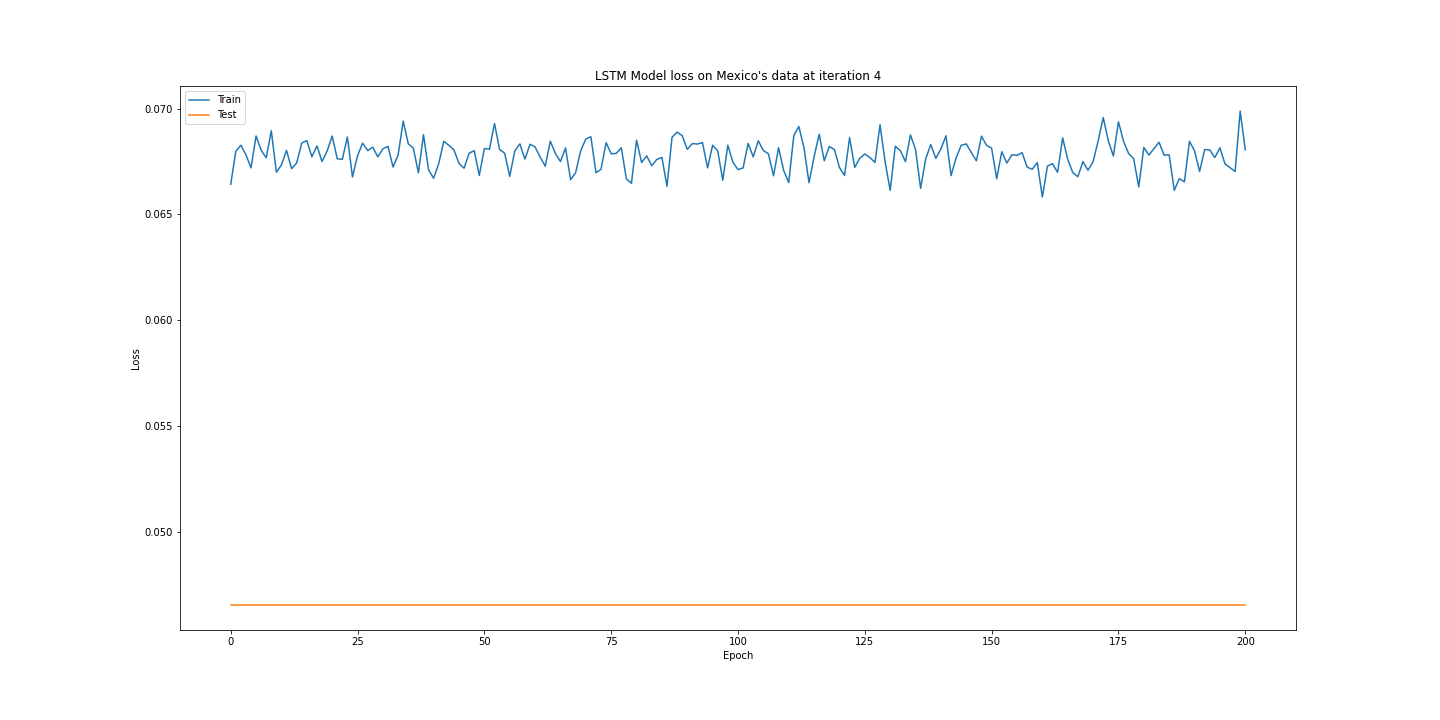 LSTM Model loss on Mexico's data at iteration 4
Train
Test
0.070
0.065
0.060
0.055
0.050
Loss
0 25 50 75 100 125 150 175 200
Epoch